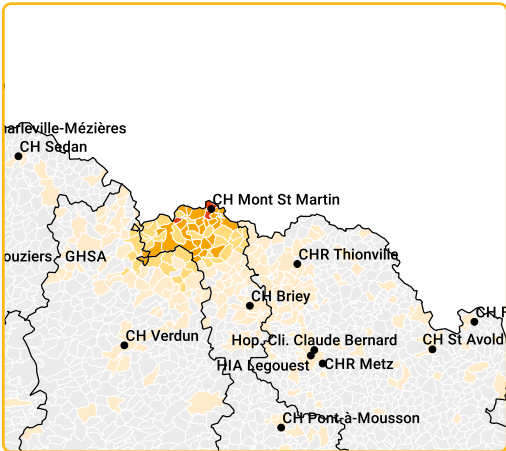 arleville-Mézières
CH Sedan
CH Mont St Martin
ouziers, GHSA
CHR Thionville
CH Briey
CH F
CH Verdun
Hop. Cli. Claude Bernard
CH St Avold
HIA Legouest
CHR Metz
CH Pont-à-Mousson